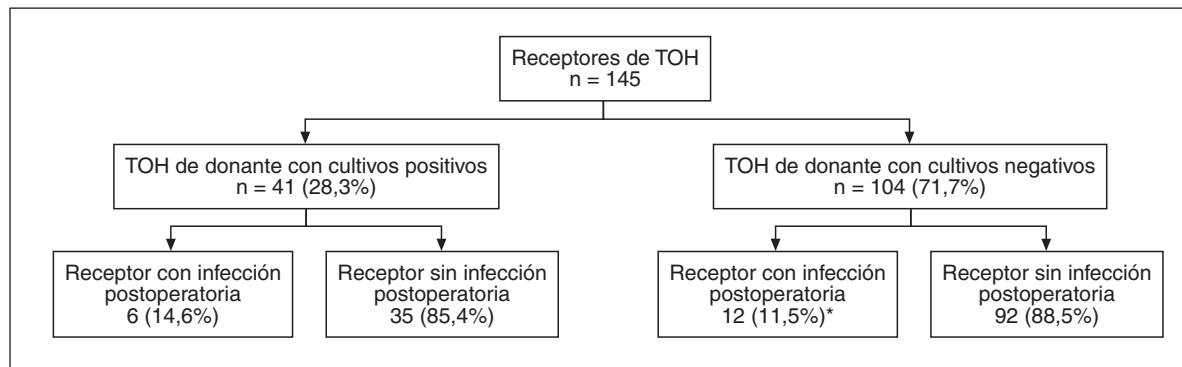 Receptores de TOH
n = 145
TOH de donante con cultivos positivos
n = 41 (28,3%)
TOH de donante con cultivos negativos
n = 104 (71,7%)
Receptor con infección
postoperatoria
6 (14,6%)
Receptor sin infección
postoperatoria
35 (85,4%)
Receptor con infección
postoperatoria
12 (11,5%)*
Receptor sin infección
postoperatoria
92 (88,5%)